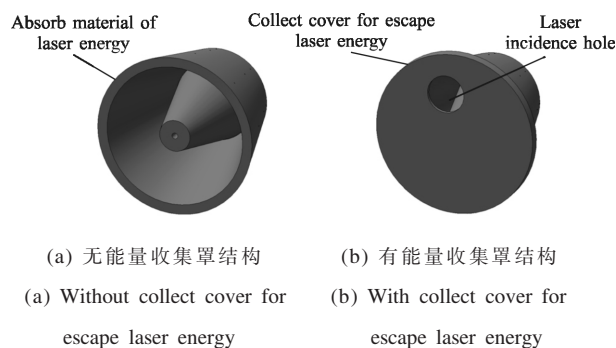 Absorb material of
laser energy
Collect cover for escape
laser energy
Laser
incidence hole
(a) 无能量收集罩结构
(a) Without collect cover for
escape laser energy
(b) 有能量收集罩结构
(b) With collect cover for
escape laser energy